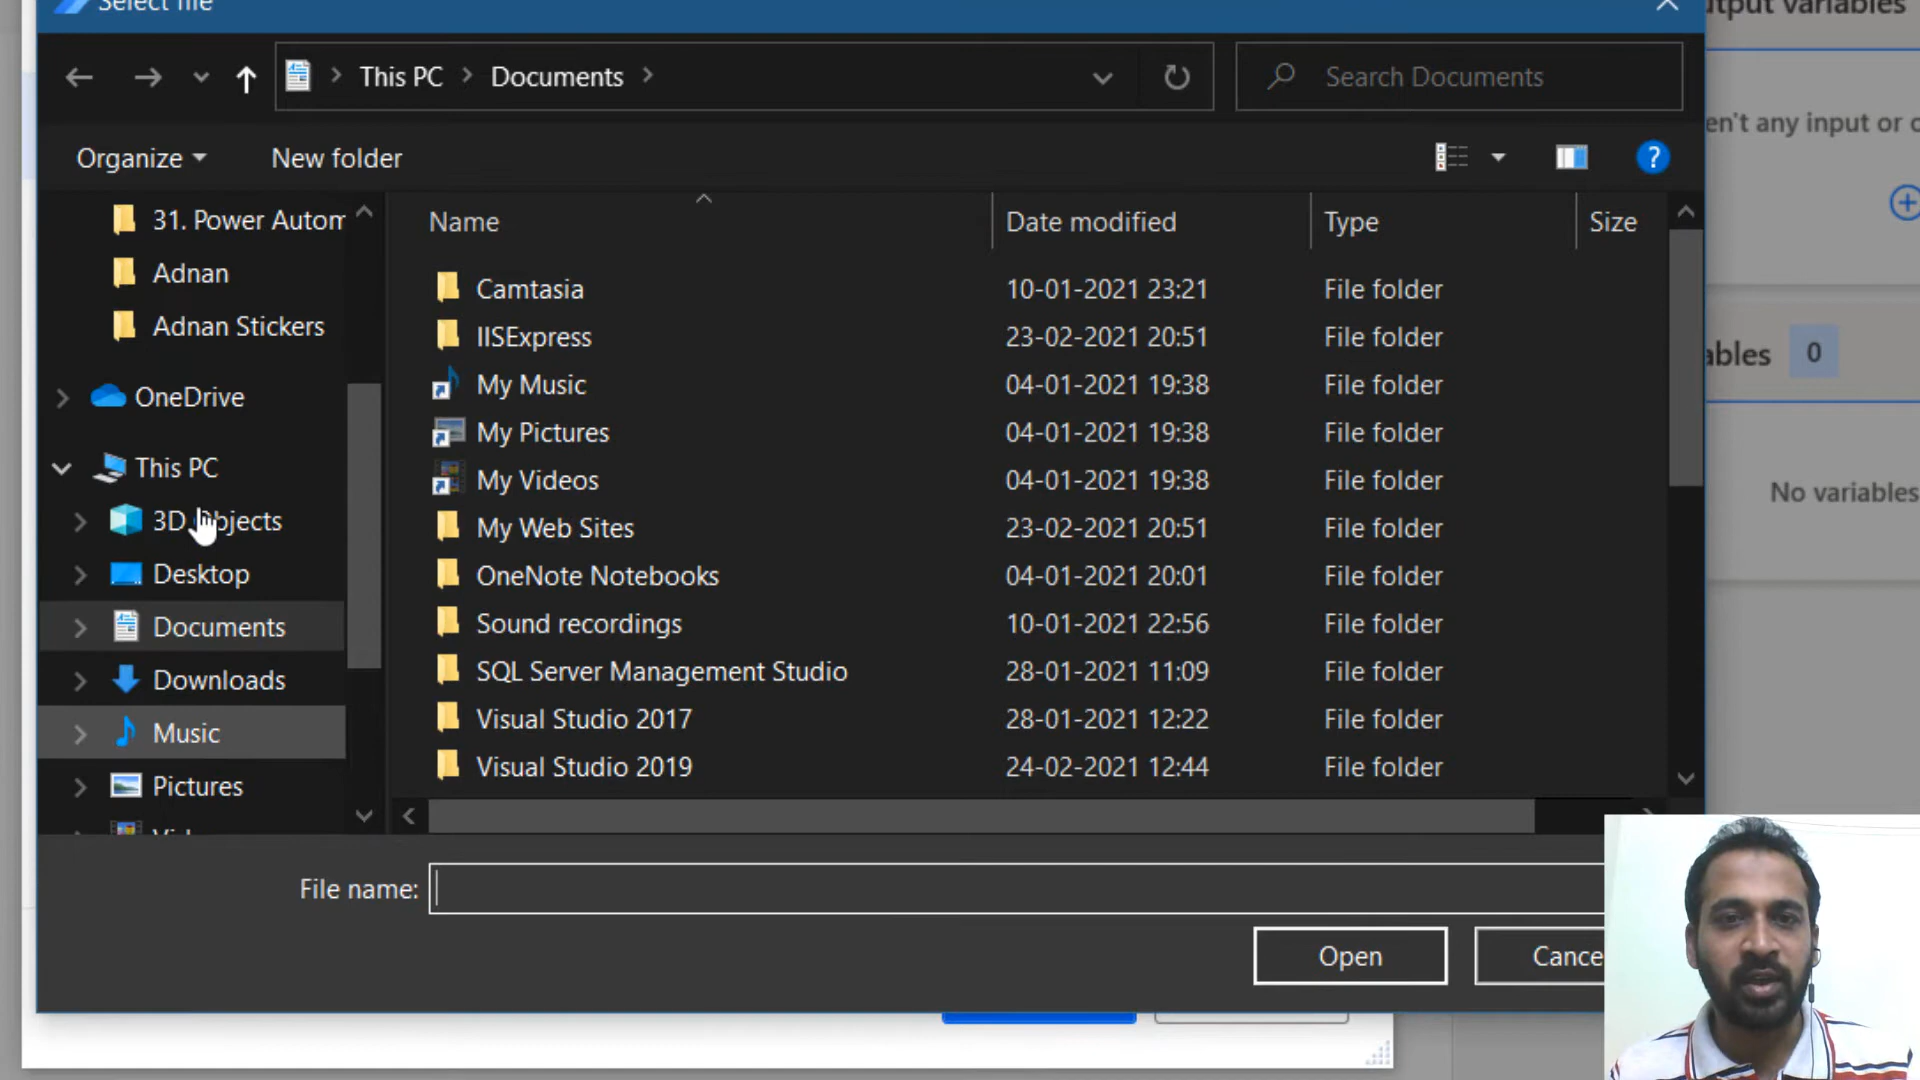 Select file
This PC
Documents
Search Documents
Organize
New folder
?
31. Power Autom
Adnan
Adnan Stickers
OneDrive
This PC
3D Objects
Desktop
Documents
Downloads
Music
Pictures
Name Date modified Type Size
Camtasia 10-01-2021 23:21 File folder
IISExpress 23-02-2021 20:51 File folder
My Music 04-01-2021 19:38 File folder
My Pictures 04-01-2021 19:38 File folder
My Videos 04-01-2021 19:38 File folder
My Web Sites 23-02-2021 20:51 File folder
OneNote Notebooks 04-01-2021 20:01 File folder
Sound recordings 10-01-2021 22:56 File folder
SQL Server Management Studio 28-01-2021 11:09 File folder
Visual Studio 2017 28-01-2021 12:22 File folder
Visual Studio 2019 24-02-2021 12:44 File folder
File name:
Open
Cance
utput variables
en't any input or o
ables 0
No variables